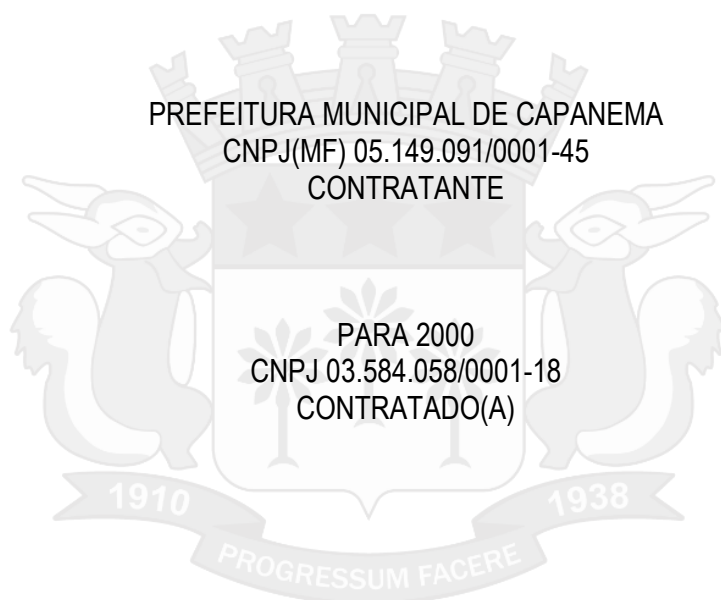 PREFEITURA MUNICIPAL DE CAPANEMA
CNPJ(MF) 05.149.091/0001-45
CONTRATANTE
PARA 2000
CNPJ 03.584.058/0001-18
CONTRATADO(A)
1910
1938
PROGRESSUM FACERE